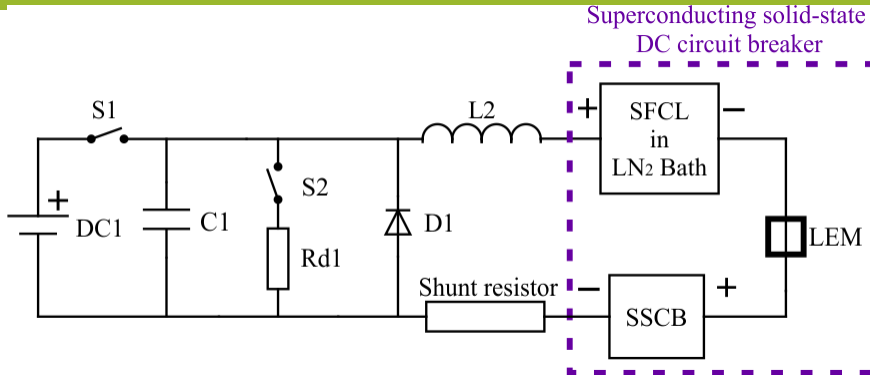 Superconducting solid-state
DC circuit breaker
S1
L2
+
SFCL
in
LN2 Bath
−
+
DC1
C1
S2
Rd1
D1
LEM
Shunt resistor
−
SSCB
+